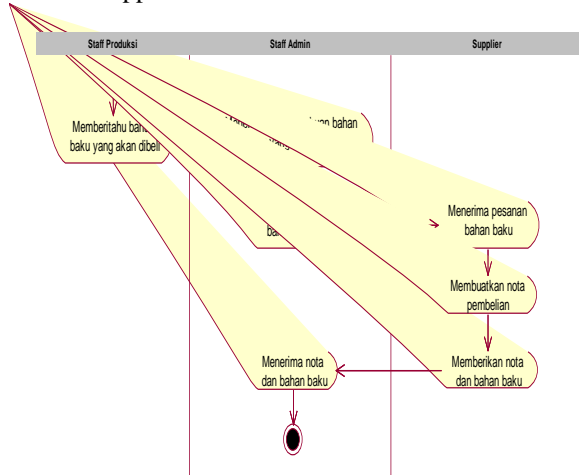 Staff Produksi Staff Admin Supplier
Memberitahu
baku yang akan dibeli
bahan
Menerima pesanan
bahan baku
Membuatkan nota
pembelian
Memberikan nota
dan bahan baku
Menerima nota
dan bahan baku